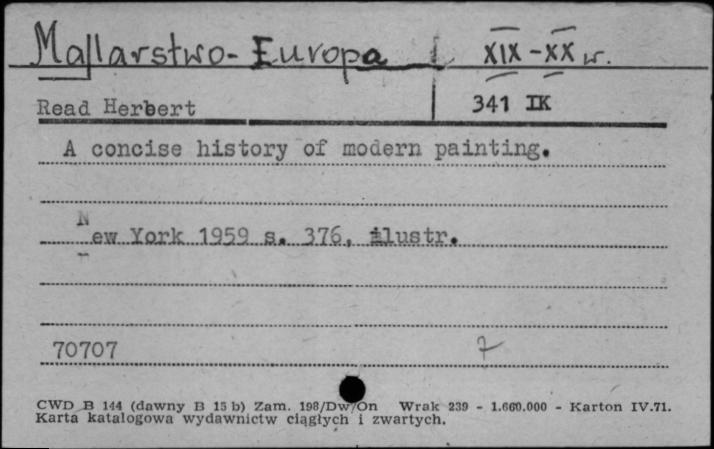 Mallarstwo - Europa XIX - XX w.
Read Herbert 341 IK
A concise history of modern painting.
New York 1959 s. 376, ilustr.
70707 7
CWD B 144 (dawny B 15 b) Zam. 198/Dw/On Wrak 239 - 1.660.000 - Karton IV.71.
Karta katalogowa wydawnictw ciągłych i zwartych.